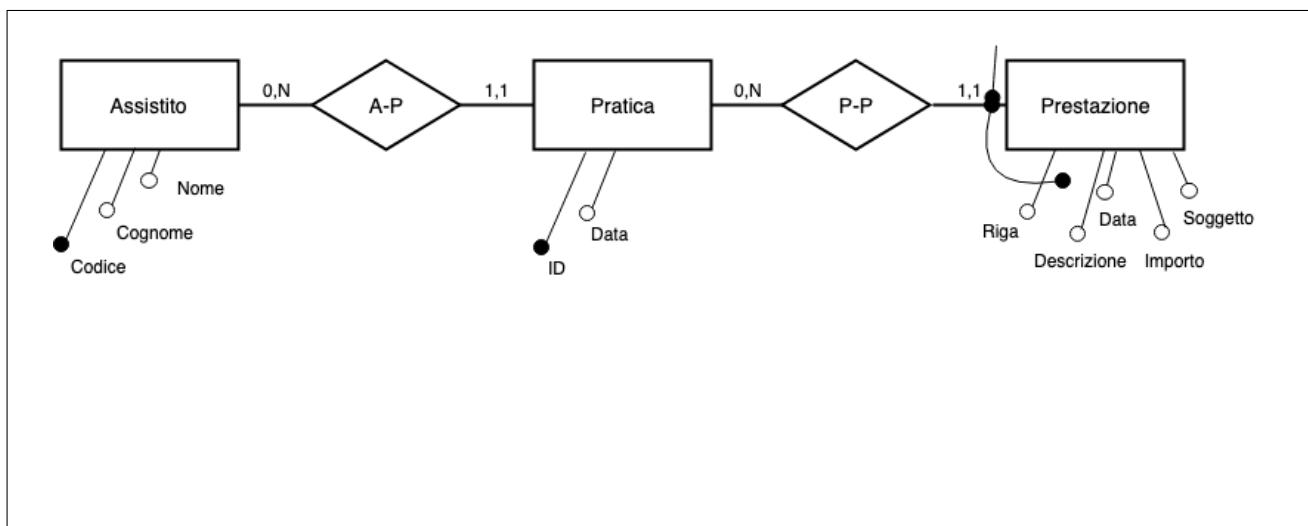 0,N
1,1
0,N
1,1
Assistito
A-P
Pratica
P-P
Prestazione
Nome
Cognome
Codice
Data
ID
Riga
Data
Soggetto
Descrizione
Importo